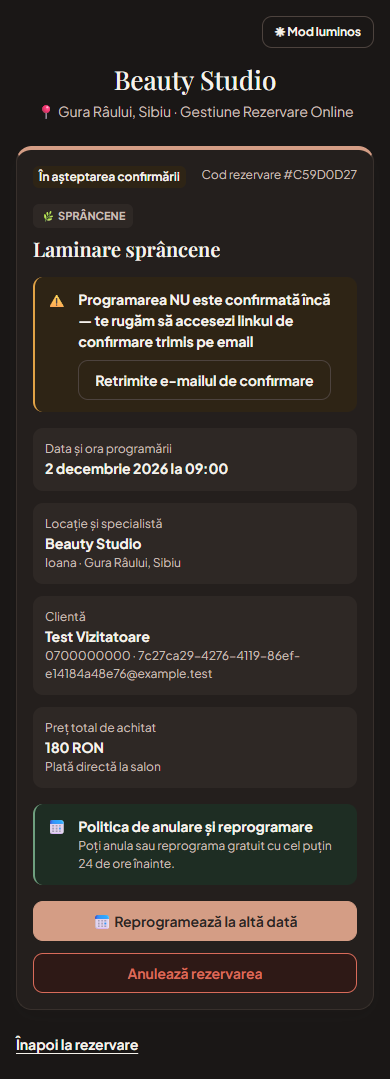 Mod luminos
Beauty Studio
Gura Râului, Sibiu · Gestiune Rezervare Online
În așteptarea confirmării
Cod rezervare #C59D0D27
SPRÂNCENE
Laminare sprâncene
Programarea NU este confirmată încă
— te rugăm să accesezi linkul de
confirmare trimis pe email
Retrimite e-mailul de confirmare
Data și ora programării
2 decembrie 2026 la 09:00
Locație și specialistă
Beauty Studio
Ioana · Gura Râului, Sibiu
Clientă
Test Vizitatoare
0700000000 · 7c27ca29-4276-4119-86ef-
e14184a48e76@example.test
Preț total de achitat
180 RON
Plată directă la salon
Politica de anulare și reprogramare
Poți anula sau reprograma gratuit cu cel puțin
24 de ore înainte.
Reprogramează la altă dată
Anulează rezervarea
Înapoi la rezervare